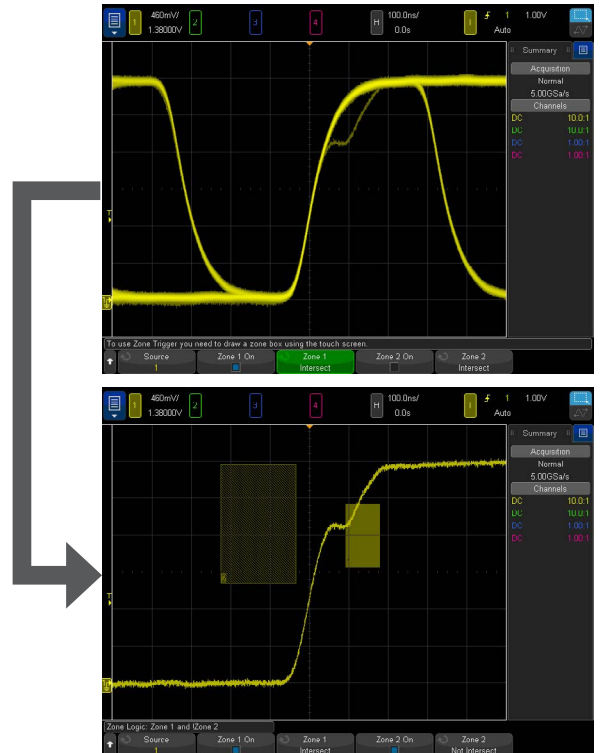 1 460mV/ 2 3 4 H 100.0ns/ 1 1.00V
1.38000V 0.0s Auto
Summary
Acquisition
Normal
5.00GSa/s
Channels
DC 10.0:1
DC 10.0:1
DC 1.00:1
DC 1.00:1
T
To use Zone Trigger you need to draw a zone box using the touch screen.
Source Zone 1 On Zone 1 Zone 2 On Zone 2
1 Intersect Intersect
1 460mV/ 2 3 4 H 100.0ns/ 1 1.00V
1.38000V 0.0s Auto
Summary
Acquisition
Normal
5.00GSa/s
Channels
DC 10.0:1
DC 10.0:1
DC 1.00:1
DC 1.00:1
T
Zone Logic: Zone 1 and !Zone 2
Source Zone 1 On Zone 1 Zone 2 On Zone 2
1 Intersect Not Intersect